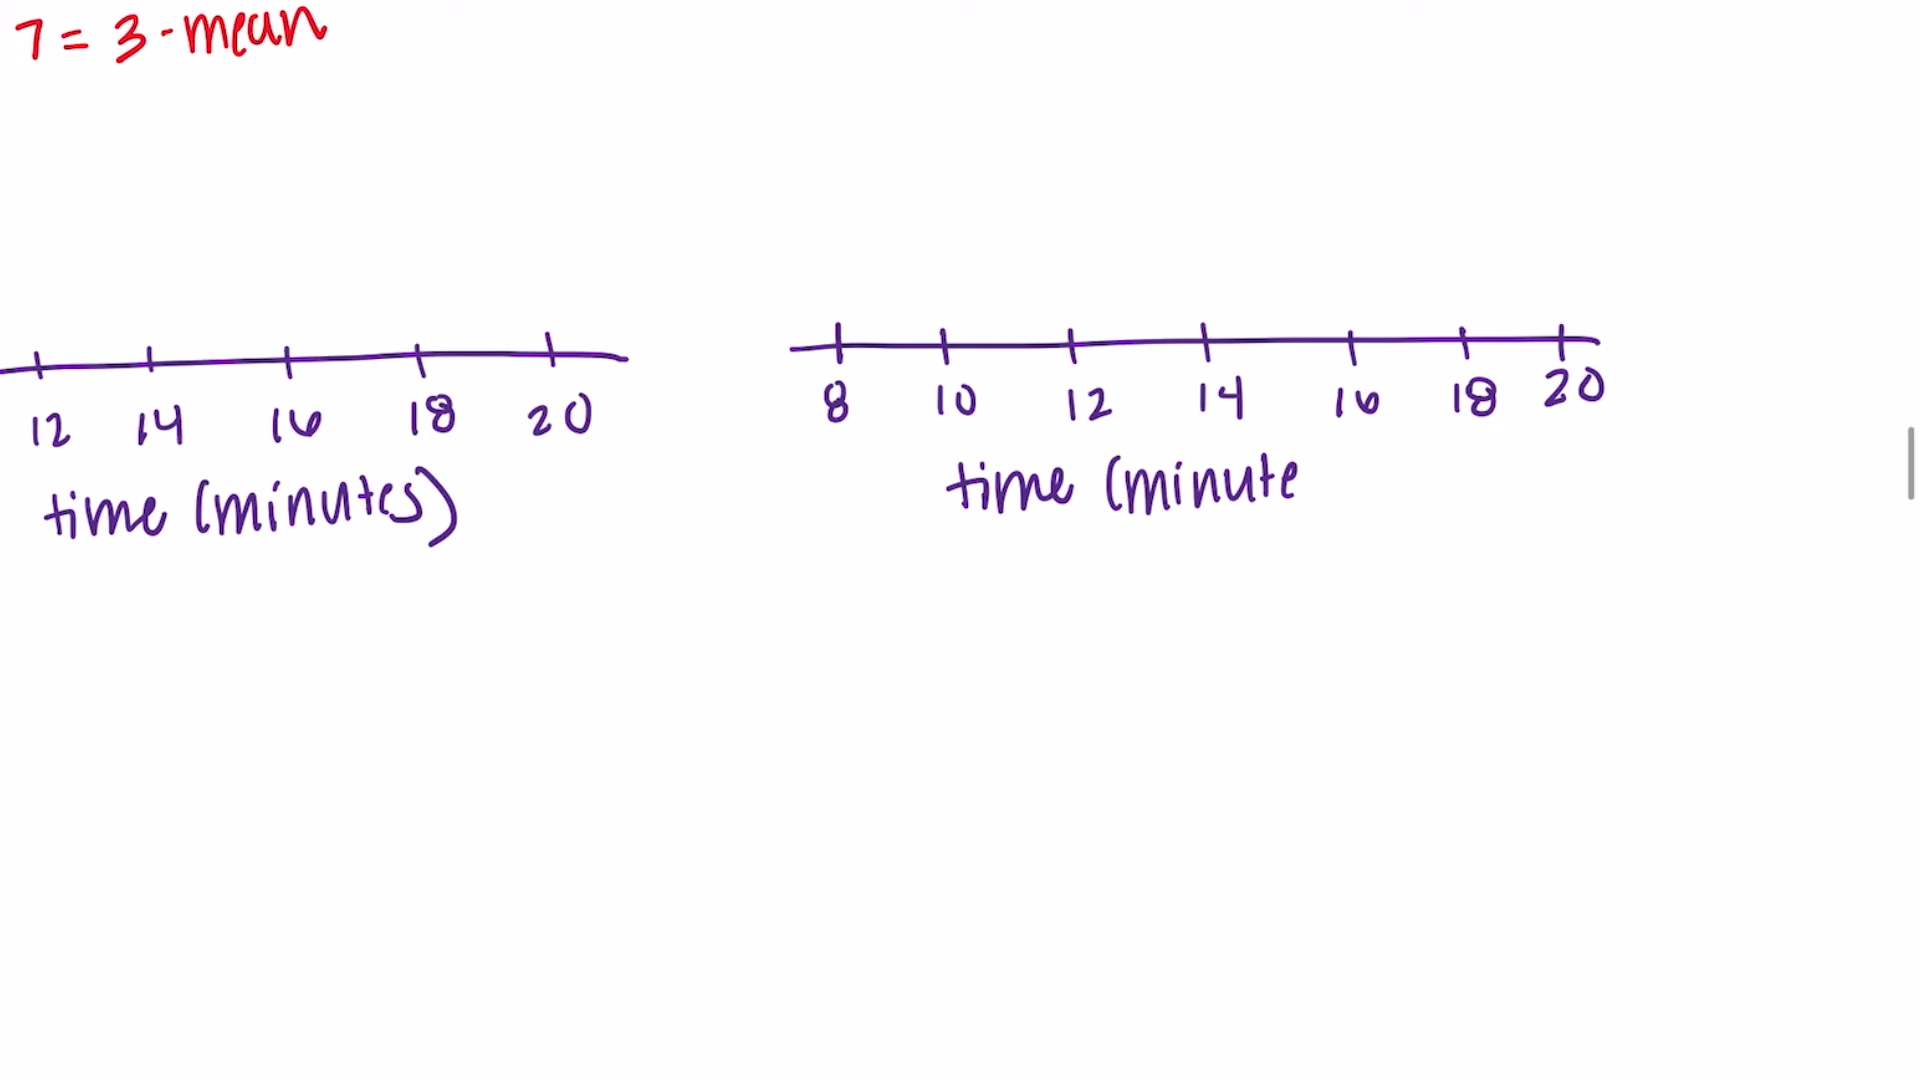 7 = 3 - mean
12 14 16 18 20
time (minutes)
8 10 12 14 16 18 20
time (minute